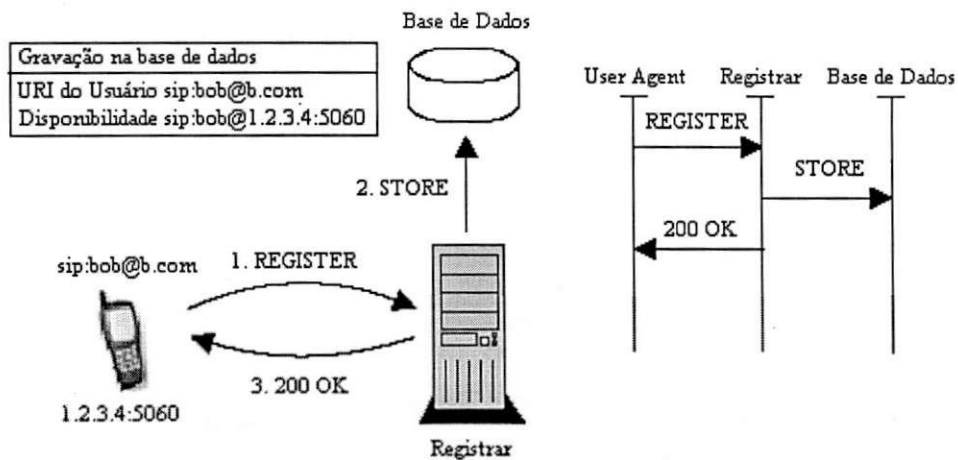 Base de Dados
Gravação na base de dados
URI do Usuário sip:bob@b.com
Disponibilidade sip:bob@1.2.3.4:5060
2. STORE
sip:bob@b.com
1. REGISTER
3. 200 OK
1.2.3.4:5060
Registrar
User Agent
Registrar
Base de Dados
REGISTER
STORE
200 OK